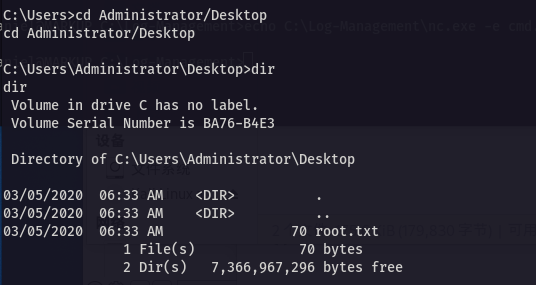 C:\Users>cd Administrator/Desktop
cd Administrator/Desktop
C:\Users\Administrator\Desktop>dir
dir
 Volume in drive C has no label.
 Volume Serial Number is BA76-B4E3
 Directory of C:\Users\Administrator\Desktop
03/05/2020  06:33 AM    <DIR>          .
03/05/2020  06:33 AM    <DIR>          ..
03/05/2020  06:33 AM                70 root.txt
               1 File(s)             70 bytes
               2 Dir(s)   7,366,967,296 bytes free